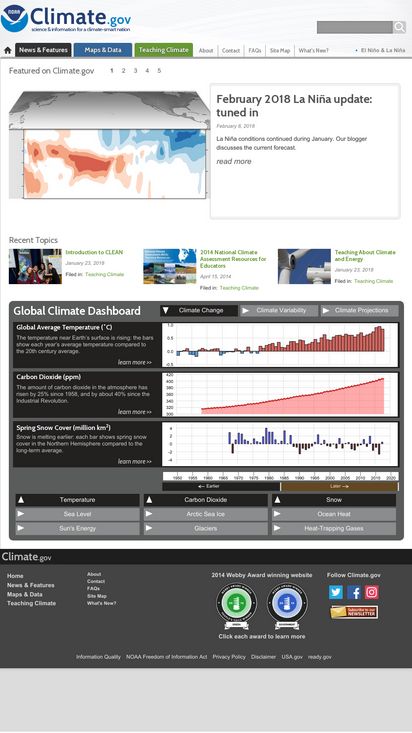 NOAA
Climate.gov
science & information for a climate-smart nation
News & Features
Maps & Data
Teaching Climate
About
Contact
FAQs
Site Map
What's New?
El Niño & La Niña
Featured on Climate.gov
1 2 3 4 5
February 2018 La Niña update:
tuned in
February 8, 2018
La Niña conditions continued during January. Our blogger
discusses the current forecast.
read more
Recent Topics
Introduction to CLEAN
January 23, 2018
Filed in: Teaching Climate
2014 National Climate
Assessment Resources for
Educators
April 15, 2014
Filed in: Teaching Climate
Teaching About Climate
and Energy
January 23, 2018
Filed in: Teaching Climate
Global Climate Dashboard
Climate Change
Climate Variability
Climate Projections
Global Average Temperature (˚C)
The temperature near Earth's surface is rising: the bars
show each year's average temperature compared to
the 20th century average.
learn more >>
1.0
0.5
0.0
-0.5
Carbon Dioxide (ppm)
The amount of carbon dioxide in the atmosphere has
risen by 25% since 1958, and by about 40% since the
Industrial Revolution.
learn more >>
420
400
380
360
340
320
300
Spring Snow Cover (million km²)
Snow is melting earlier: each bar shows spring snow
cover in the Northern Hemisphere compared to the
long-term average.
learn more >>
4
2
0
-2
-4
1950 1955 1960 1965 1970 1975 1980 1985 1990 1995 2000 2005 2010 2015 2020
Earlier
Later
Temperature
Carbon Dioxide
Snow
Sea Level
Arctic Sea Ice
Ocean Heat
Sun's Energy
Glaciers
Heat-Trapping Gases
Climate.gov
Home
News & Features
Maps & Data
Teaching Climate
About
Contact
FAQs
Site Map
What's New?
2014 Webby Award winning website
Click each award to learn more
Follow Climate.gov
Subscribe to our
NEWSLETTER
Information Quality NOAA Freedom of Information Act Privacy Policy Disclaimer USA.gov ready.gov